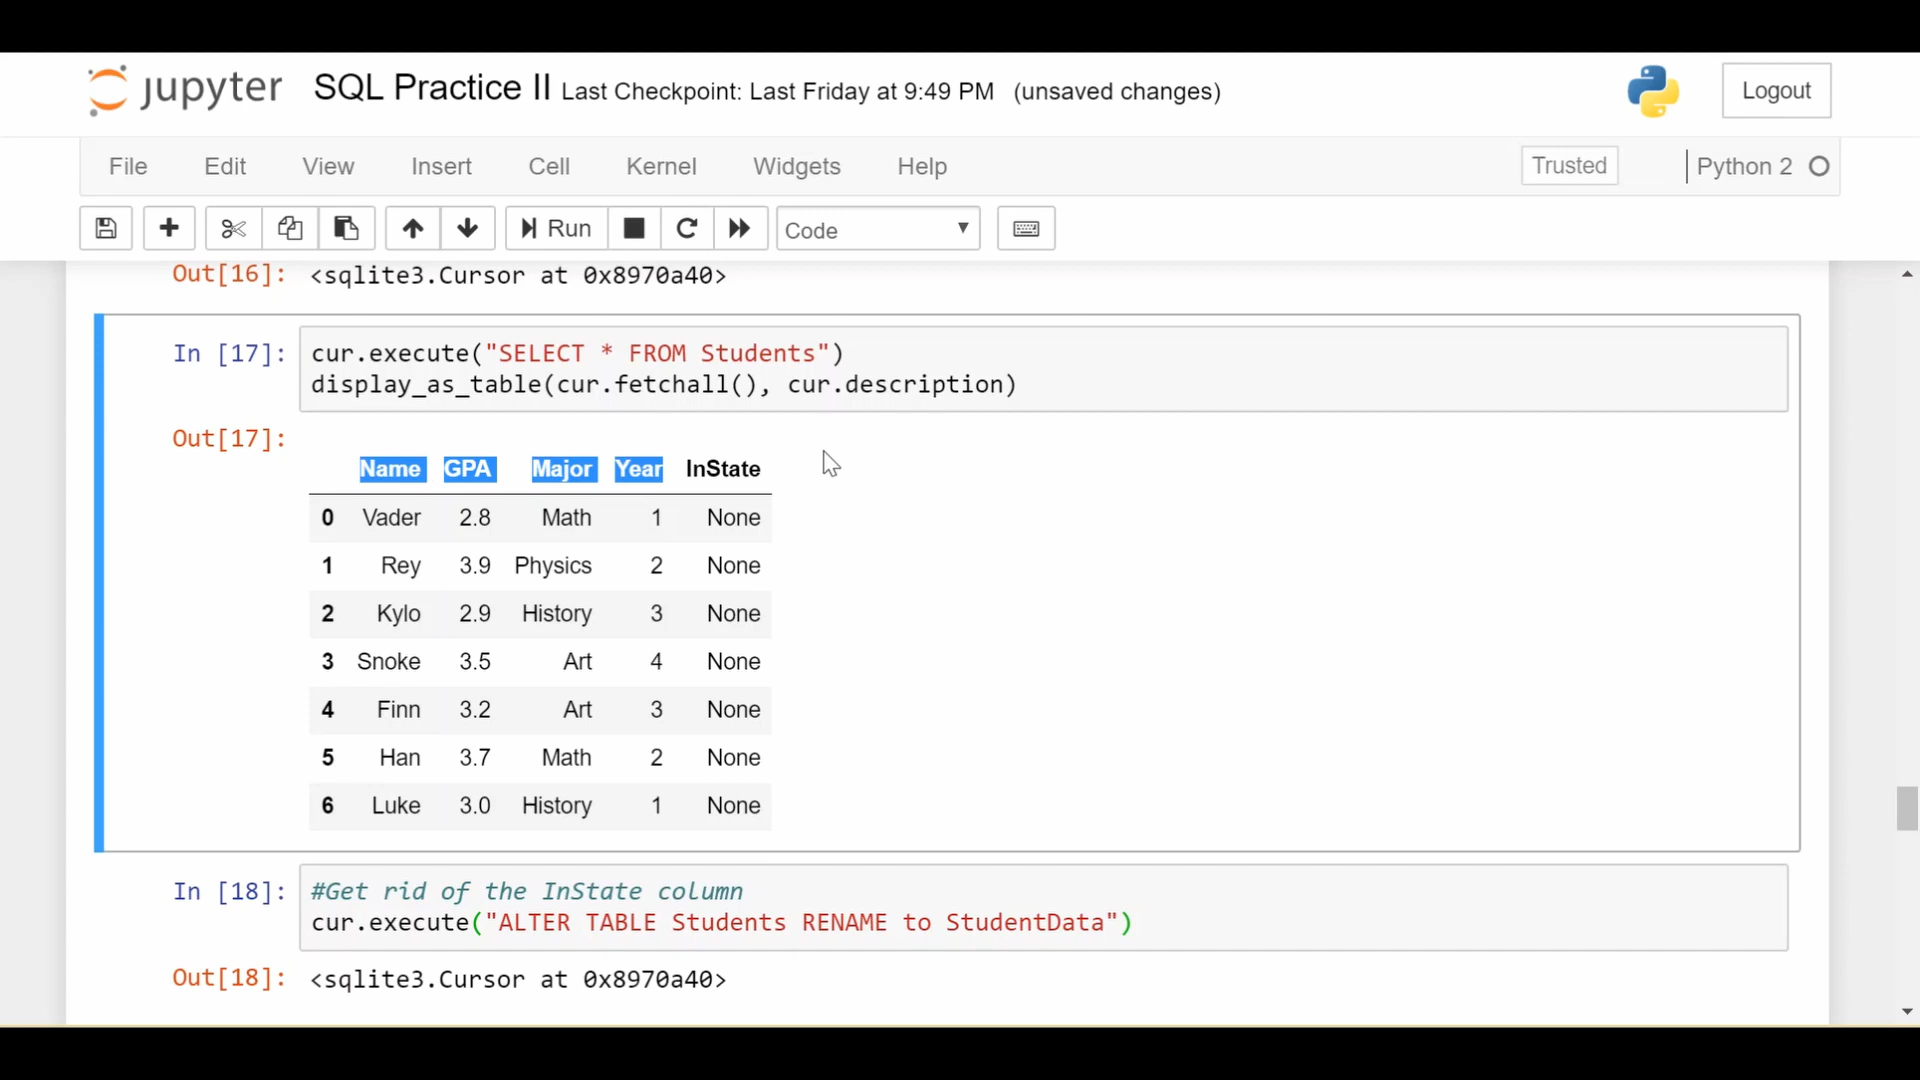 jupyter SQL Practice II Last Checkpoint: Last Friday at 9:49 PM (unsaved changes) Logout
File Edit View Insert Cell Kernel Widgets Help Trusted Python 2
Run Code
Out[16]: <sqlite3.Cursor at 0x8970a40>
In [17]: cur.execute("SELECT * FROM Students")
display_as_table(cur.fetchall(), cur.description)
Out[17]:
Name GPA Major Year InState
0 Vader 2.8 Math 1 None
1 Rey 3.9 Physics 2 None
2 Kylo 2.9 History 3 None
3 Snoke 3.5 Art 4 None
4 Finn 3.2 Art 3 None
5 Han 3.7 Math 2 None
6 Luke 3.0 History 1 None
In [18]: #Get rid of the InState column
cur.execute("ALTER TABLE Students RENAME to StudentData")
Out[18]: <sqlite3.Cursor at 0x8970a40>